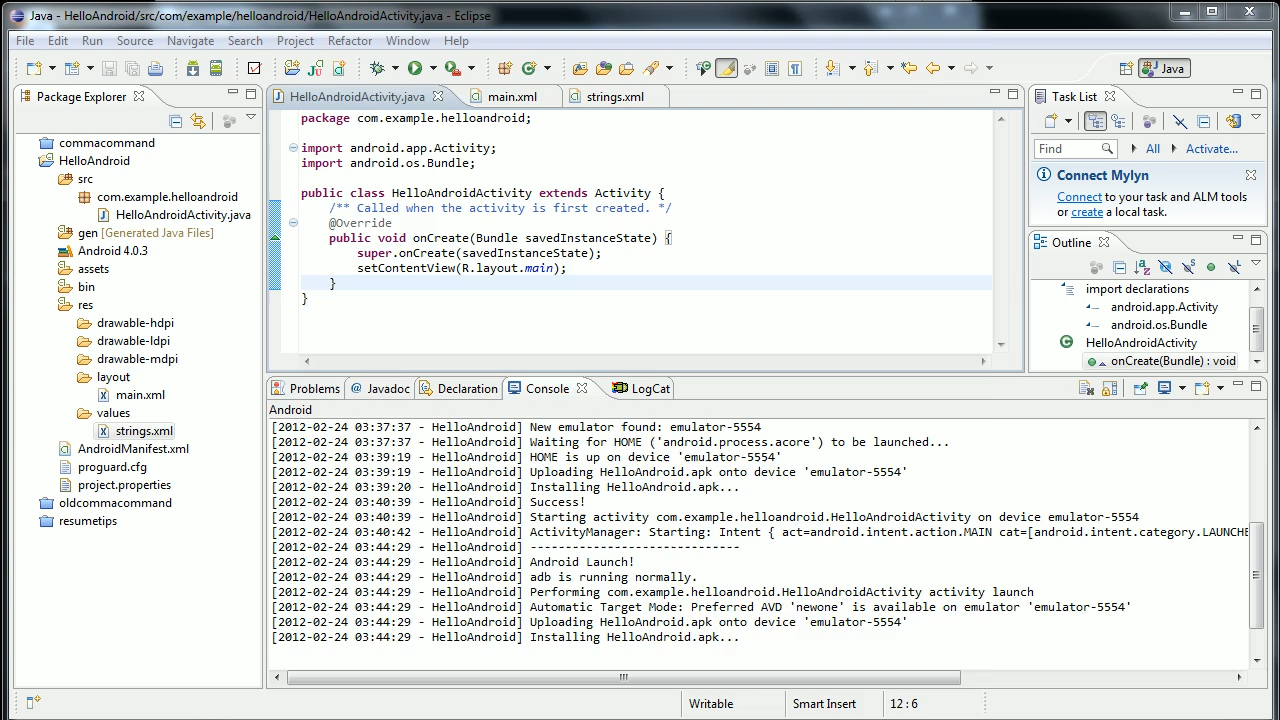 Java - HelloAndroid/src/com/example/helloandroid/HelloAndroidActivity.java - Eclipse
File Edit Run Source Navigate Search Project Refactor Window Help
Java
Package Explorer
commacommand
HelloAndroid
src
com.example.helloandroid
HelloAndroidActivity.java
gen [Generated Java Files]
Android 4.0.3
assets
bin
res
drawable-hdpi
drawable-ldpi
drawable-mdpi
layout
main.xml
values
strings.xml
AndroidManifest.xml
proguard.cfg
project.properties
oldcommacommand
resumetips
HelloAndroidActivity.java main.xml strings.xml
package com.example.helloandroid;
import android.app.Activity;
import android.os.Bundle;
public class HelloAndroidActivity extends Activity {
/** Called when the activity is first created. */
@Override
public void onCreate(Bundle savedInstanceState) {
super.onCreate(savedInstanceState);
setContentView(R.layout.main);
}
}
Task List
Find All Activate...
Connect Mylyn
Connect to your task and ALM tools
or create a local task.
Outline
import declarations
android.app.Activity
android.os.Bundle
HelloAndroidActivity
onCreate(Bundle) : void
Problems @ Javadoc Declaration Console LogCat
Android
[2012-02-24 03:37:37 - HelloAndroid] New emulator found: emulator-5554
[2012-02-24 03:37:37 - HelloAndroid] Waiting for HOME ('android.process.acore') to be launched...
[2012-02-24 03:39:19 - HelloAndroid] HOME is up on device 'emulator-5554'
[2012-02-24 03:39:19 - HelloAndroid] Uploading HelloAndroid.apk onto device 'emulator-5554'
[2012-02-24 03:39:20 - HelloAndroid] Installing HelloAndroid.apk...
[2012-02-24 03:40:39 - HelloAndroid] Success!
[2012-02-24 03:40:39 - HelloAndroid] Starting activity com.example.helloandroid.HelloAndroidActivity on device emulator-5554
[2012-02-24 03:40:42 - HelloAndroid] ActivityManager: Starting: Intent { act=android.intent.action.MAIN cat=[android.intent.category.LAUNCHE
[2012-02-24 03:44:29 - HelloAndroid] ------------------------------
[2012-02-24 03:44:29 - HelloAndroid] Android Launch!
[2012-02-24 03:44:29 - HelloAndroid] adb is running normally.
[2012-02-24 03:44:29 - HelloAndroid] Performing com.example.helloandroid.HelloAndroidActivity activity launch
[2012-02-24 03:44:29 - HelloAndroid] Automatic Target Mode: Preferred AVD 'newone' is available on emulator 'emulator-5554'
[2012-02-24 03:44:29 - HelloAndroid] Uploading HelloAndroid.apk onto device 'emulator-5554'
[2012-02-24 03:44:29 - HelloAndroid] Installing HelloAndroid.apk...
Writable Smart Insert 12 : 6